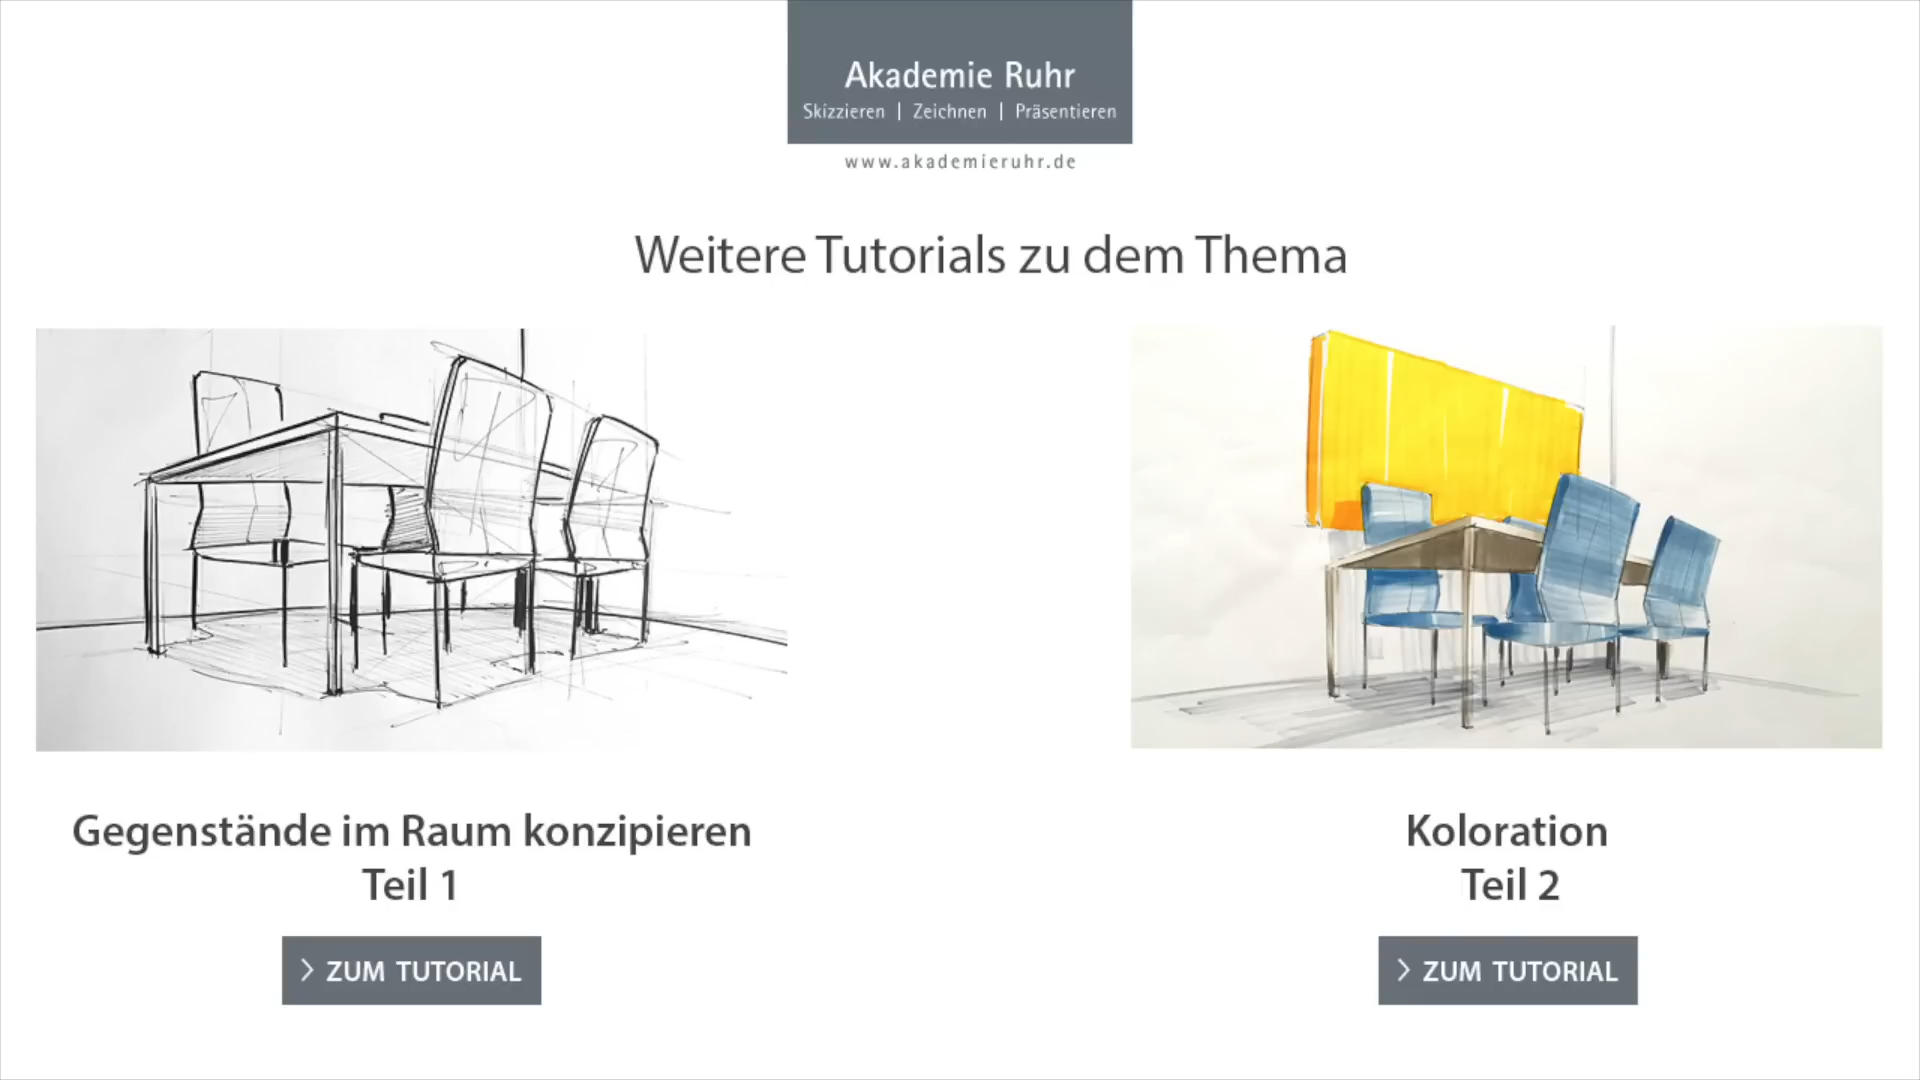 Akademie Ruhr
Skizzieren | Zeichnen | Präsentieren
www.akademieruhr.de
Weitere Tutorials zu dem Thema
Gegenstände im Raum konzipieren
Teil 1
> ZUM TUTORIAL
Koloration
Teil 2
> ZUM TUTORIAL